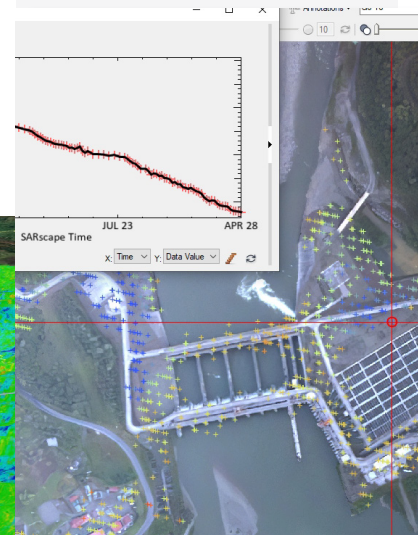 Annotations
10
JUL 23
APR 28
SARscape Time
X: Time Y: Data Value